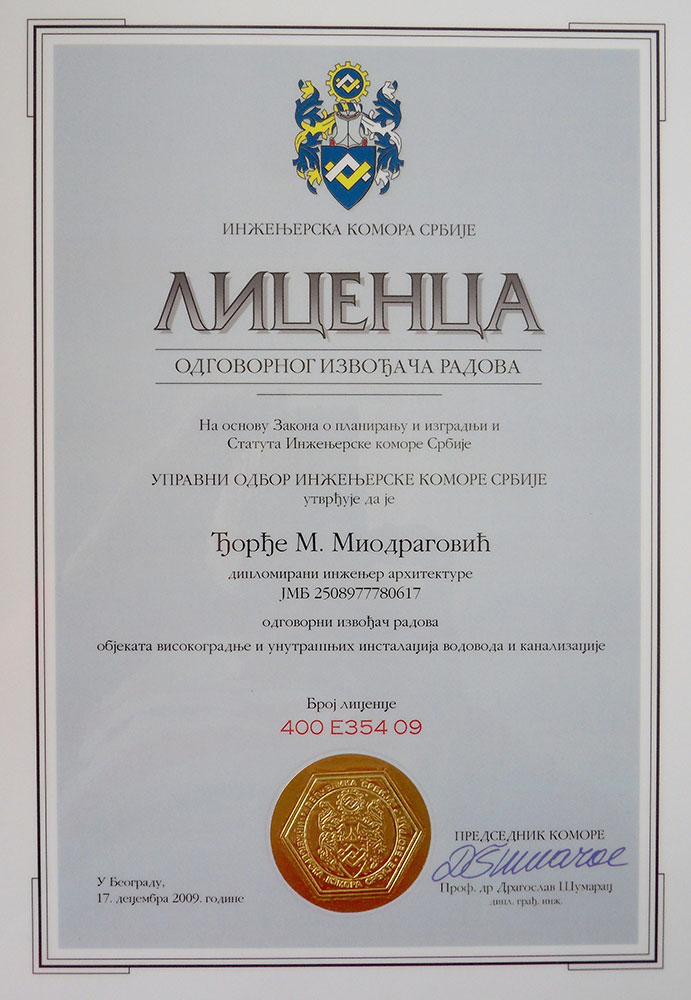 ИНЖЕЊЕРСКА КОМОРА СРБИЈЕ
ЛИЦЕНЦА
ОДГОВОРНОГ ИЗВОЂАЧА РАДОВА
На основу Закона о планирању и изградњи и
Статута Инжењерске коморе Србије
УПРАВНИ ОДБОР ИНЖЕЊЕРСКЕ КОМОРЕ СРБИЈЕ
утврђује да је
Ђорђе М. Миодраговић
дипломирани инжењер архитектуре
ЈМБ 2508977780617
одговорни извођач радова
објеката високоградње и унутрашњих инсталација водовода и канализације
Број лиценце
400 Е354 09
У Београду,
17. децембра 2009. године
ПРЕДСЕДНИК КОМОРЕ
Проф. др Драгослав Шумарац
дипл. грађ. инж.